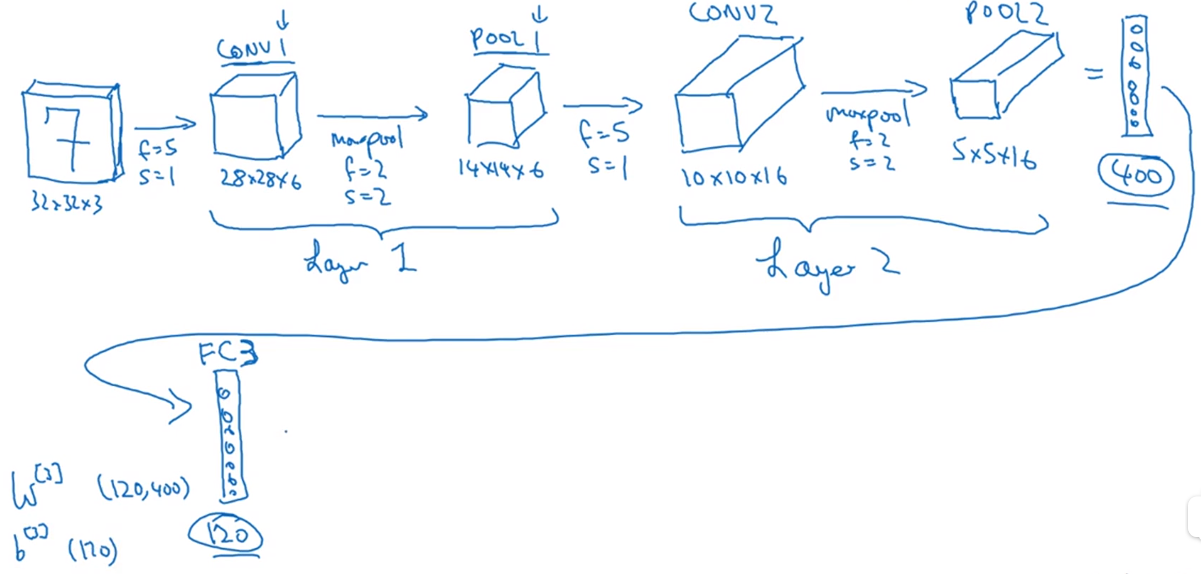 CONV1
POOL1
CONV2
POOL2
7
32×32×3
f=5
s=1
28×28×6
maxpool
f=2
s=2
14×14×6
f=5
s=1
10×10×16
maxpool
f=2
s=2
5×5×16
=
400
Layer 1
Layer 2
FC3
W[3] (120,400)
b[3] (120)
120